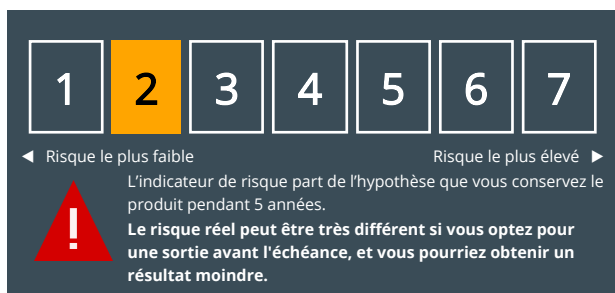 1 2 3 4 5 6 7
◄ Risque le plus faible Risque le plus élevé ►
L’indicateur de risque part de l’hypothèse que vous conservez le
produit pendant 5 années.
Le risque réel peut être très différent si vous optez pour
une sortie avant l'échéance, et vous pourriez obtenir un
résultat moindre.
!